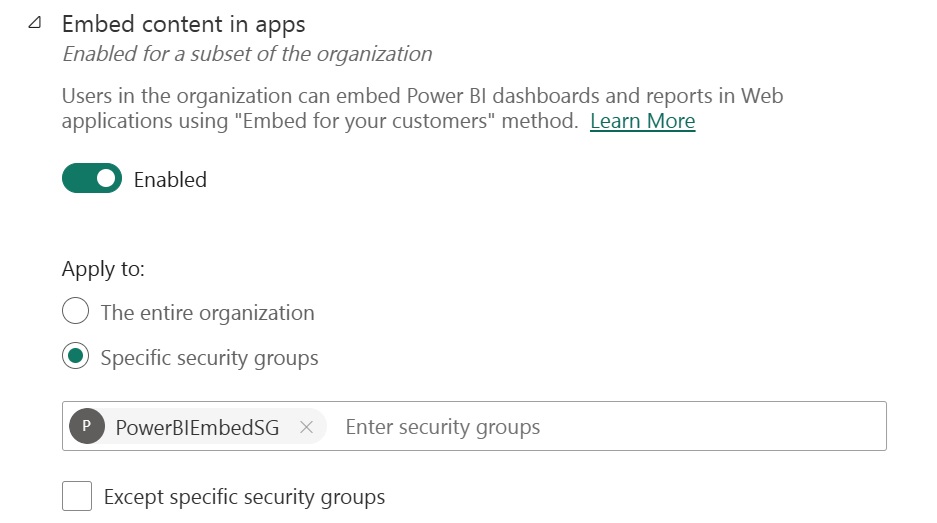 Embed content in apps
Enabled for a subset of the organization
Users in the organization can embed Power BI dashboards and reports in Web
applications using "Embed for your customers" method. Learn More
Enabled
Apply to:
The entire organization
Specific security groups
P PowerBIEmbedSG Enter security groups
Except specific security groups